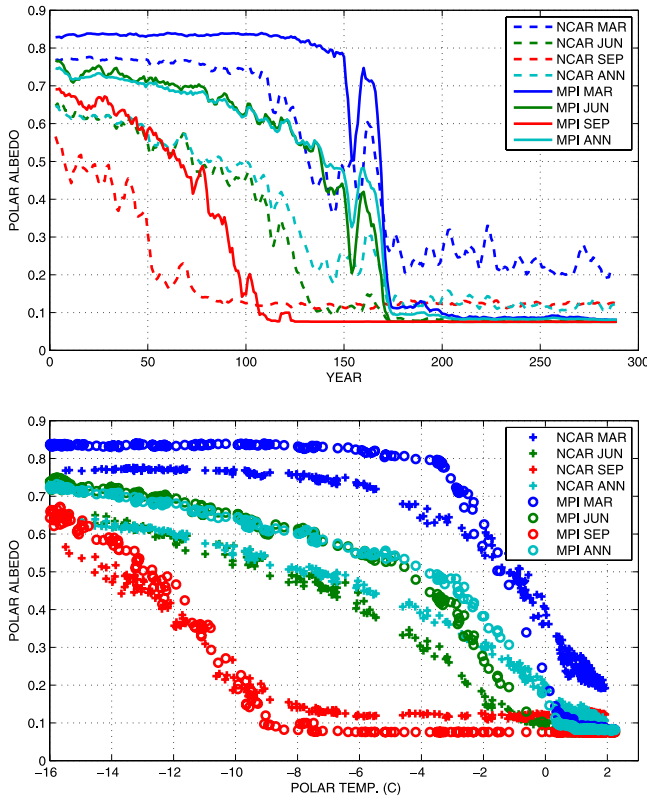 0.9
0.8
0.7
0.6
0.5
0.4
0.3
0.2
0.1
0
POLAR ALBEDO
NCAR MAR
NCAR JUN
NCAR SEP
NCAR ANN
MPI MAR
MPI JUN
MPI SEP
MPI ANN
0 50 100 150 200 250 300
YEAR
0.9
0.8
0.7
0.6
0.5
0.4
0.3
0.2
0.1
0
POLAR ALBEDO
NCAR MAR
NCAR JUN
NCAR SEP
NCAR ANN
MPI MAR
MPI JUN
MPI SEP
MPI ANN
−16 −14 −12 −10 −8 −6 −4 −2 0 2
POLAR TEMP. (C)